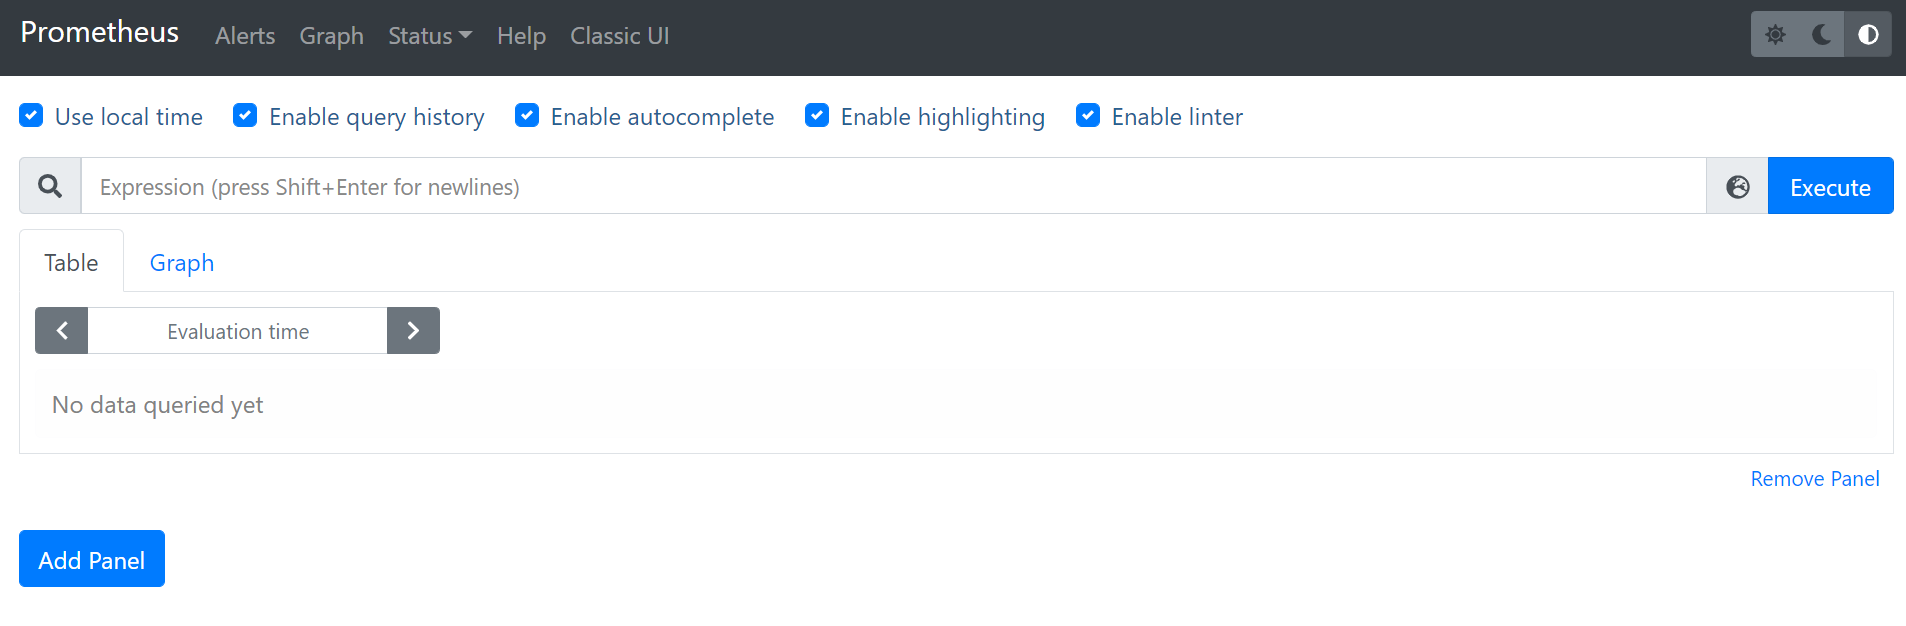 Prometheus Alerts Graph Status Help Classic UI
Use local time Enable query history Enable autocomplete Enable highlighting Enable linter
Expression (press Shift+Enter for newlines) Execute
Table Graph
Evaluation time
No data queried yet
Remove Panel
Add Panel